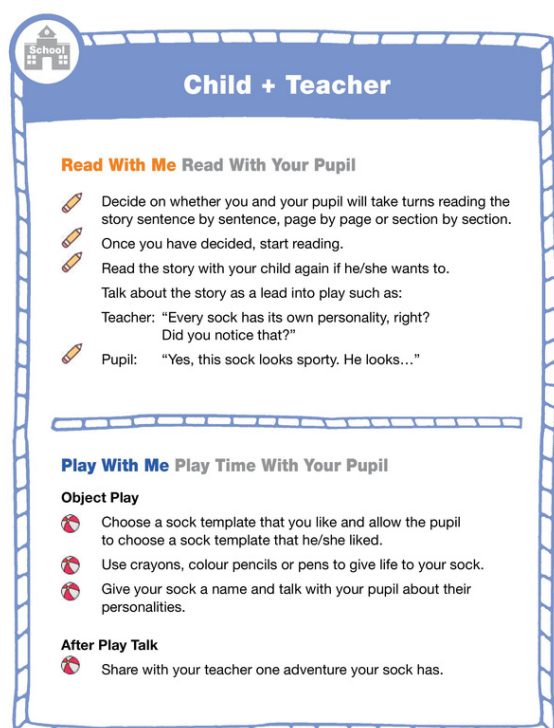 School
Child + Teacher
Read With Me Read With Your Pupil
Decide on whether you and your pupil will take turns reading the
story sentence by sentence, page by page or section by section.
Once you have decided, start reading.
Read the story with your child again if he/she wants to.
Talk about the story as a lead into play such as:
Teacher: “Every sock has its own personality, right?
Did you notice that?”
Pupil: “Yes, this sock looks sporty. He looks…”
Play With Me Play Time With Your Pupil
Object Play
Choose a sock template that you like and allow the pupil
to choose a sock template that he/she liked.
Use crayons, colour pencils or pens to give life to your sock.
Give your sock a name and talk with your pupil about their
personalities.
After Play Talk
Share with your teacher one adventure your sock has.